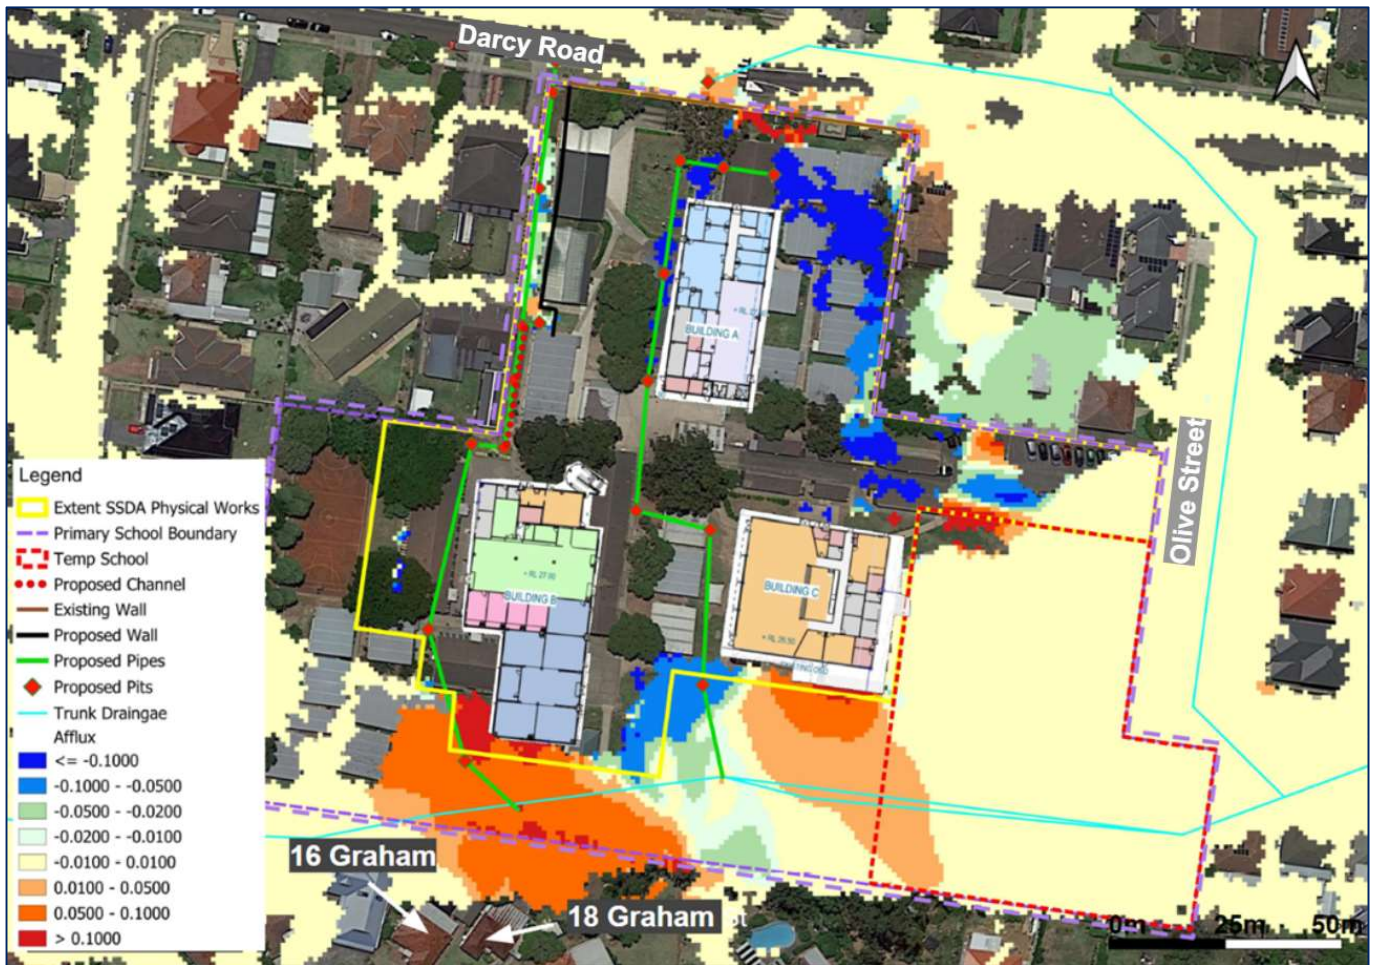 Darcy Road
BUILDING A
Olive Street
Legend
Extent SSDA Physical Works
Primary School Boundary
Temp School
Proposed Channel
Existing Wall
Proposed Wall
Proposed Pipes
Proposed Pits
Trunk Draingae
Afflux
<= -0.1000
-0.1000 - -0.0500
-0.0500 - -0.0200
-0.0200 - -0.0100
-0.0100 - 0.0100
0.0100 - 0.0500
0.0500 - 0.1000
> 0.1000
+ RL 27.90
BUILDING B
BUILDING C
16 Graham
18 Graham
0m 25m 50m